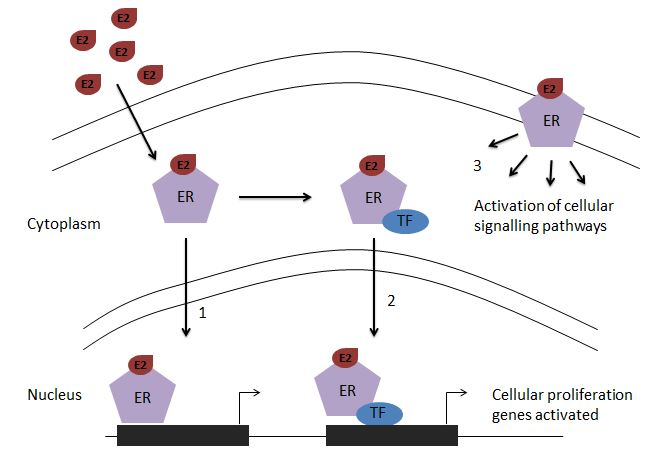 E2
E2
E2
E2
E2
E2
ER
3
E2
ER
E2
ER
TF
Activation of cellular
signalling pathways
Cytoplasm
1
2
E2
ER
E2
ER
TF
Nucleus
Cellular proliferation
genes activated